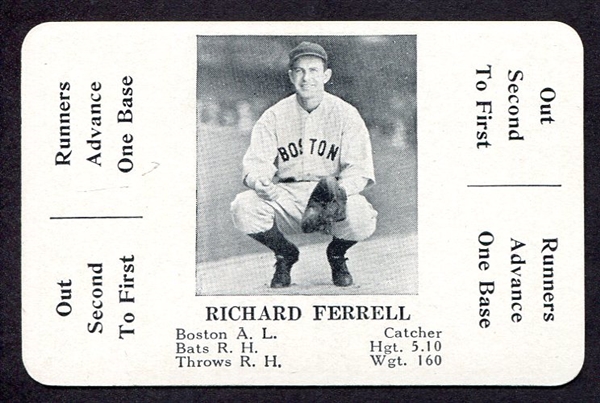 Runners
Advance
One Base
Out
Second
To First
BOSTON
RICHARD FERRELL
Boston A. L.
Bats R. H.
Throws R. H.
Catcher
Hgt. 5.10
Wgt. 160
Out
Second
To First
Runners
Advance
One Base